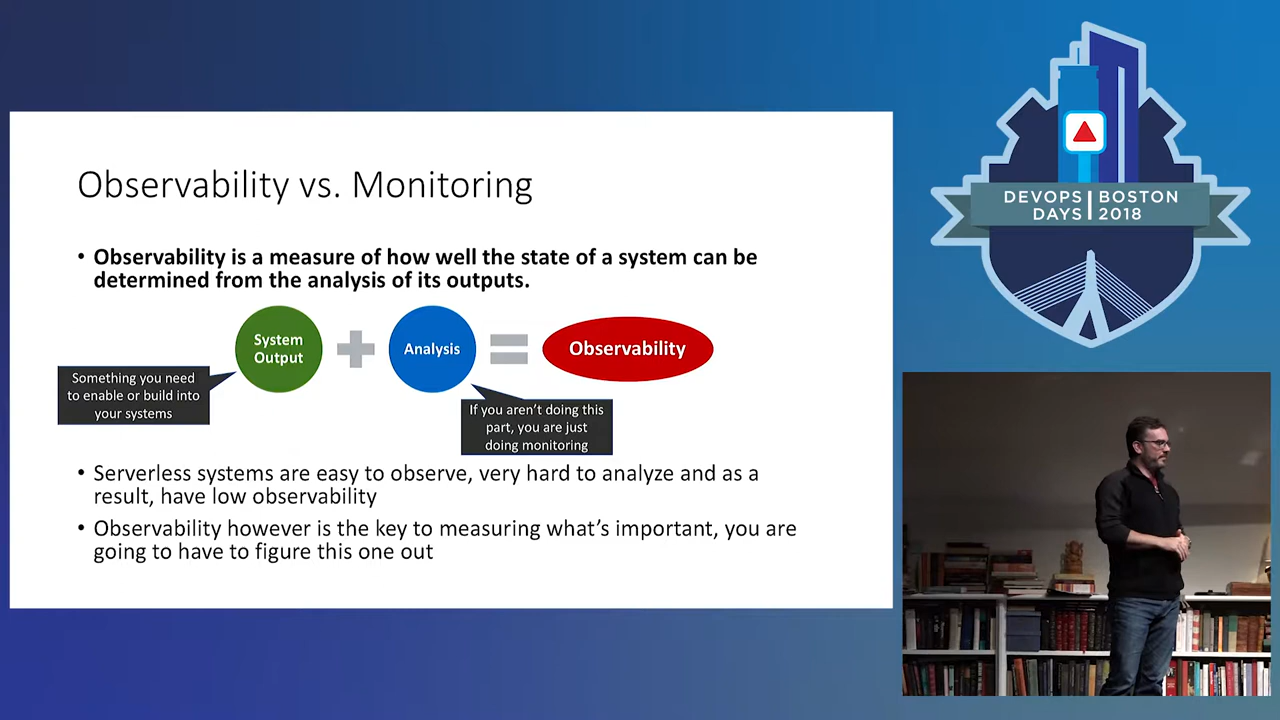 Observability vs. Monitoring
• Observability is a measure of how well the state of a system can be
determined from the analysis of its outputs.
System
Output
Analysis
Observability
Something you need
to enable or build into
your systems
If you aren't doing this
part, you are just
doing monitoring
• Serverless systems are easy to observe, very hard to analyze and as a
result, have low observability
• Observability however is the key to measuring what's important, you are
going to have to figure this one out
DEVOPS BOSTON
DAYS 2018